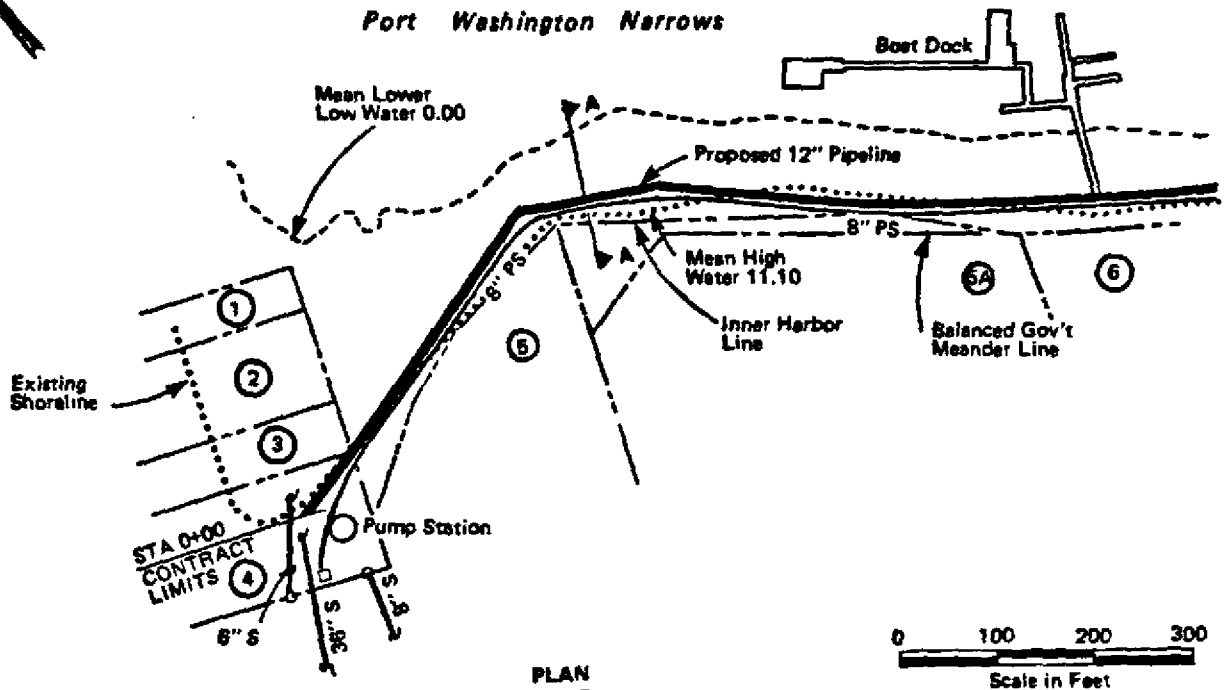 Port Washington Narrows
Boat Dock
Mean Lower
Low Water 0.00
A
Proposed 12" Pipeline
8" PS
8" PS
A
Mean High
Water 11.10
Inner Harbor
Line
5A
6
Balanced Gov't
Meander Line
1
2
3
5
Existing
Shoreline
Pump Station
STA 0+00
CONTRACT
LIMITS
4
6" S
36" S
8" S
PLAN
0 100 200 300
Scale in Feet